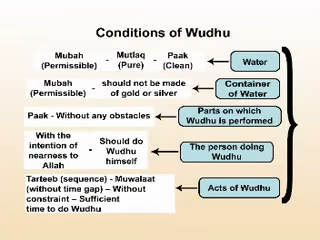 Conditions of Wudhu
Mubah - Mutlaq - Paak
(Permissible) (Pure) (Clean)
Water
Mubah - should not be made
(Permissible) of gold or silver
Container
of Water
Paak - Without any obstacles
Parts on which
Wudhu is performed
With the
intention of
nearness to
Allah
- Should do
Wudhu
himself
The person doing
Wudhu
Tarteeb (sequence) - Muwalaat
(without time gap) – Without
constraint – Sufficient
time to do Wudhu
Acts of Wudhu